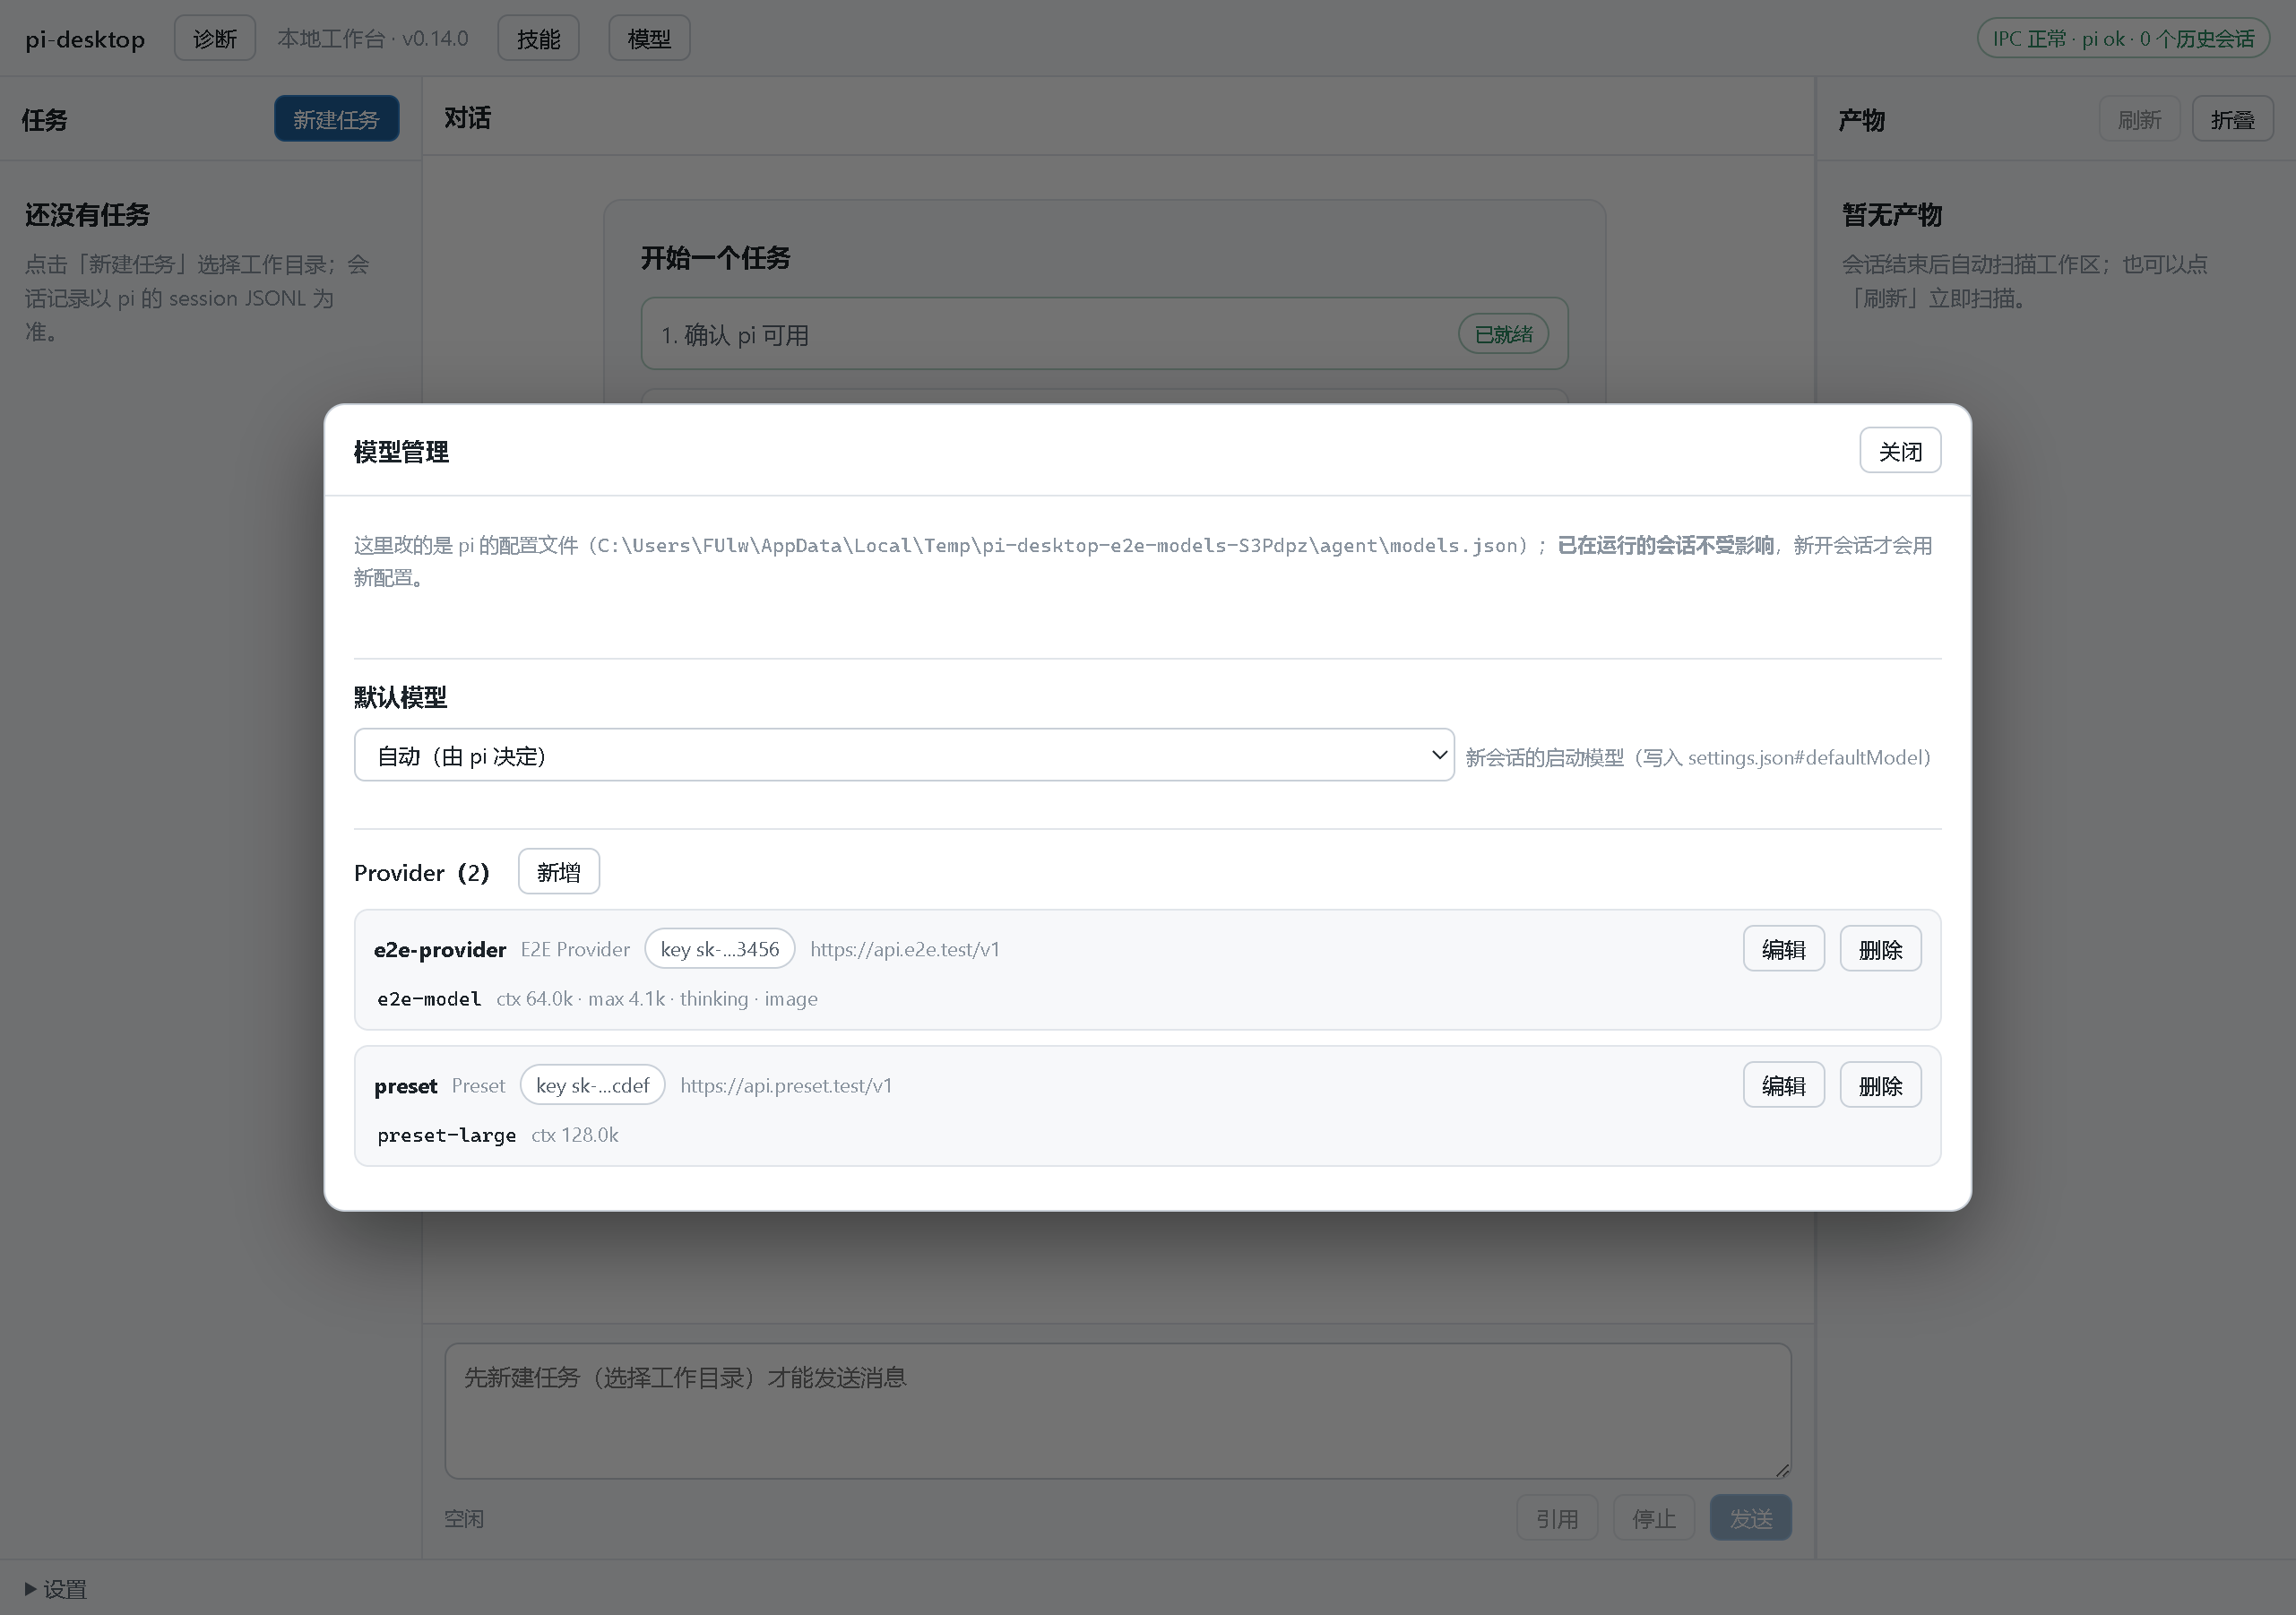 pi-desktop 诊断 本地工作台 · v0.14.0 技能 模型 IPC 正常 · pi ok · 0 个历史会话
任务 新建任务
还没有任务
点击「新建任务」选择工作目录；会
话记录以 pi 的 session JSONL 为
准。
对话
开始一个任务
1. 确认 pi 可用 已就绪
产物 刷新 折叠
暂无产物
会话结束后自动扫描工作区；也可以点
「刷新」立即扫描。
模型管理 关闭
这里改的是 pi 的配置文件（C:\Users\FUlw\AppData\Local\Temp\pi-desktop-e2e-models-S3Pdpz\agent\models.json）；已在运行的会话不受影响，新开会话才会用
新配置。
默认模型
自动（由 pi 决定） 新会话的启动模型（写入 settings.json#defaultModel）
Provider（2） 新增
e2e-provider E2E Provider key sk-...3456 https://api.e2e.test/v1 编辑 删除
e2e-model ctx 64.0k · max 4.1k · thinking · image
preset Preset key sk-...cdef https://api.preset.test/v1 编辑 删除
preset-large ctx 128.0k
先新建任务（选择工作目录）才能发送消息
空闲 引用 停止 发送
▶ 设置